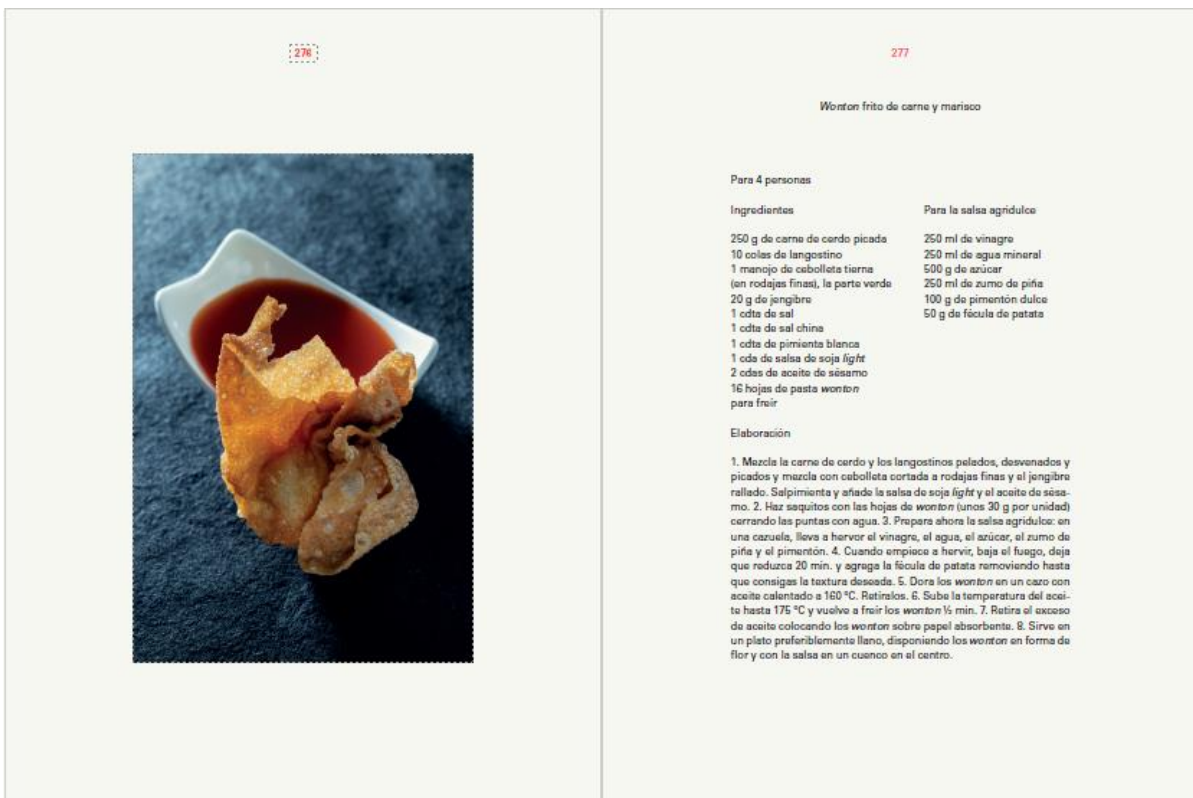 276
277
Wonton frito de carne y marisco
Para 4 personas
Ingredientes
250 g de carne de cerdo picada
10 colas de langostino
1 manojo de cebolleta tierna
(en rodajas finas), la parte verde
20 g de jengibre
1 cdta de sal
1 cdta de sal china
1 cdta de pimienta blanca
1 cda de salsa de soja light
2 cdas de aceite de sésamo
16 hojas de pasta wonton
para freír
Para la salsa agridulce
250 ml de vinagre
250 ml de agua mineral
500 g de azúcar
250 ml de zumo de piña
100 g de pimentón dulce
50 g de fécula de patata
Elaboración
1. Mezcla la carne de cerdo y los langostinos pelados, desvenados y
picados y mezcla con cebolleta cortada a rodajas finas y el jengibre
rallado. Salpimienta y añade la salsa de soja light y el aceite de sésa-
mo. 2. Haz saquitos con las hojas de wonton (unos 30 g por unidad)
cerrando las puntas con agua. 3. Prepara ahora la salsa agridulce: en
una cazuela, lleva a hervor el vinagre, el agua, el azúcar, el zumo de
piña y el pimentón. 4. Cuando empiece a hervir, baja el fuego, deja
que reduzca 20 min. y agrega la fécula de patata removiendo hasta
que consigas la textura deseada. 5. Dora los wonton en un cazo con
aceite calentado a 160 °C. Retíralos. 6. Sube la temperatura del acei-
te hasta 175 °C y vuelve a freír los wonton ½ min. 7. Retira el exceso
de aceite colocando los wonton sobre papel absorbente. 8. Sirve en
un plato preferiblemente llano, disponiendo los wonton en forma de
flor y con la salsa en un cuenco en el centro.